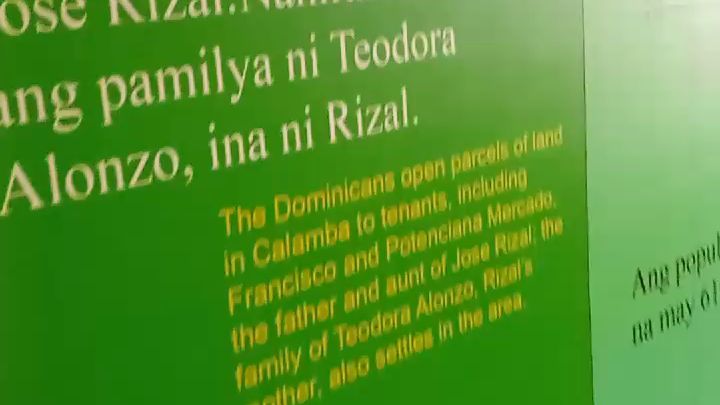 ose Rizal.
ang pamilya ni Teodora
Alonzo, ina ni Rizal.
The Dominicans open parcels of land
in Calamba to tenants, including
Francisco and Potenciana Mercado,
the father and aunt of Jose Rizal; the
family of Teodora Alonzo, Rizal's
mother, also settles in the area.
Ang popul
na may 61